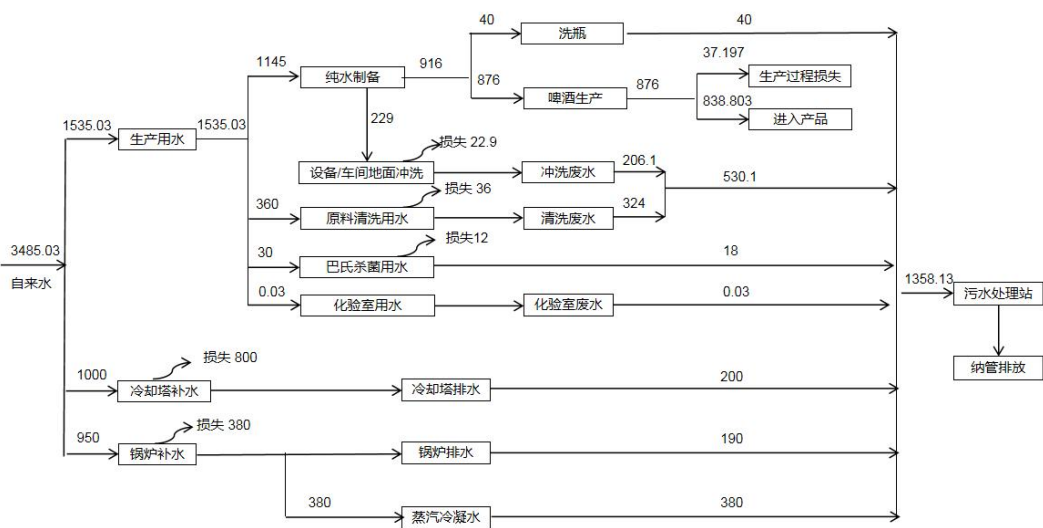 40
洗瓶
40
1145
纯水制备
916
876
啤酒生产
876
37.197
生产过程损失
838.803
进入产品
1535.03
生产用水
1535.03
229
损失 22.9
设备/车间地面冲洗
冲洗废水
206.1
530.1
360
损失 36
原料清洗用水
清洗废水
324
30
损失12
巴氏杀菌用水
18
3485.03
自来水
0.03
化验室用水
化验室废水
0.03
1358.13
污水处理站
纳管排放
1000
损失 800
冷却塔补水
冷却塔排水
200
950
损失 380
锅炉补水
锅炉排水
190
380
蒸汽冷凝水
380